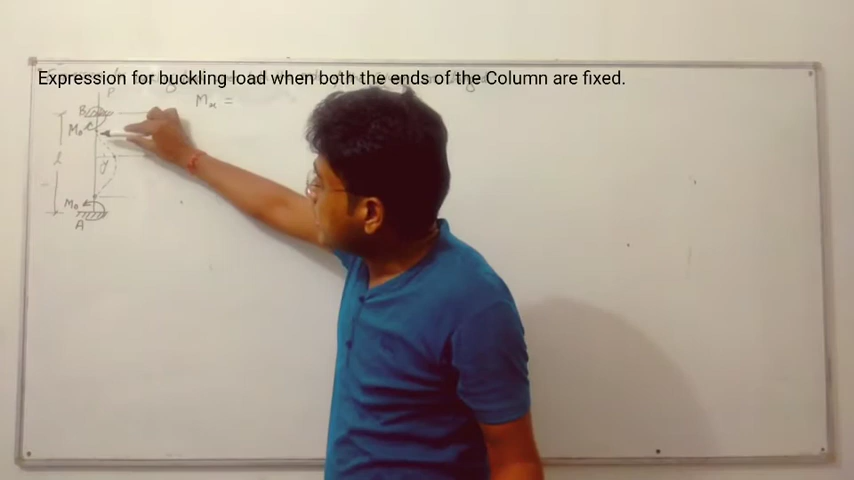 Expression for buckling load when both the ends of the Column are fixed.
P
Mx =
B
M₀
l
y
M₀
A